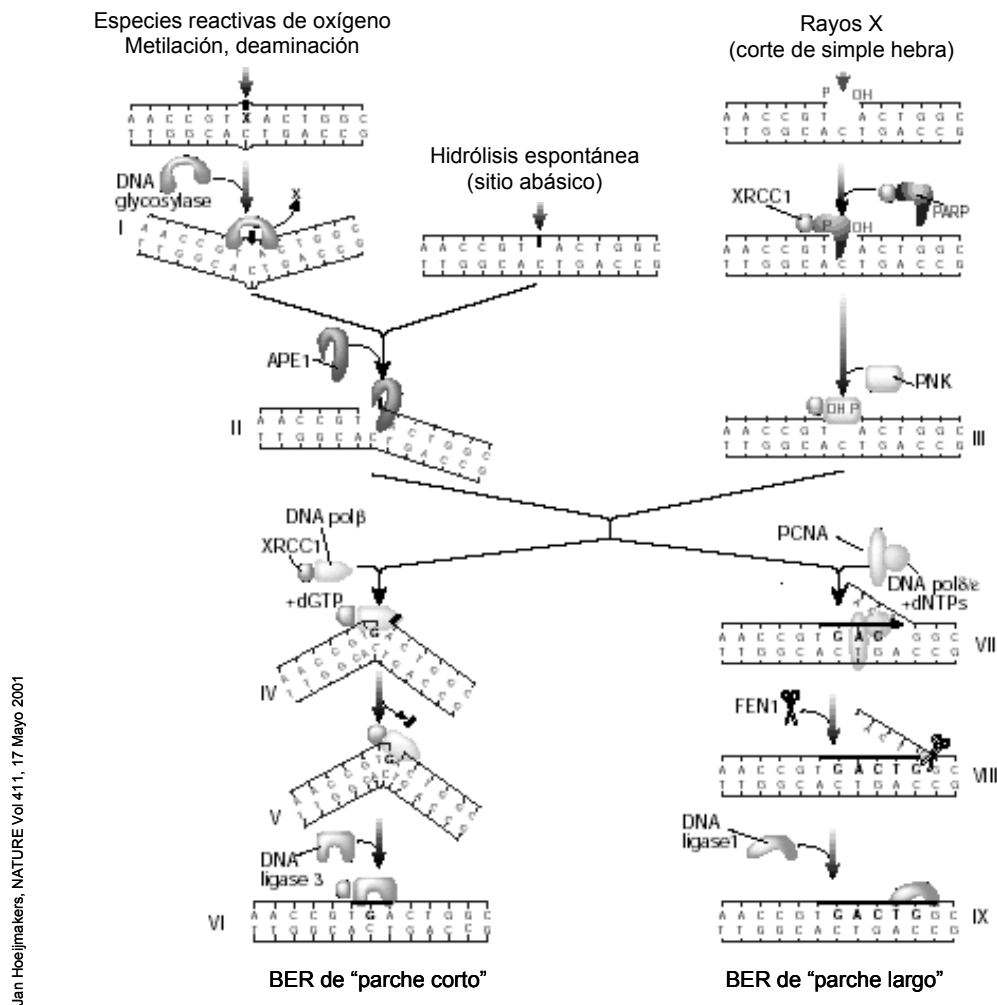 Especies reactivas de oxígeno
Metilación, deaminación
Rayos X
(corte de simple hebra)
P OH
A A C C G T X A C T G G C
T T G G C A C T G A C C G
A A C C G T A C T G G C
T T G G C A C T G A C C G
Hidrólisis espontánea
(sitio abásico)
DNA
glycosylase
X
I
A A C C G T A C T G G C
T T G G C A C T G A C C G
A A C C G T A C T G G C
T T G G C A C T G A C C G
XRCC1
PARP
P OH
A A C C G T A C T G G C
T T G G C A C T G A C C G
APE1
II
A A C C G T A C T G G C
T T G G C A C T G A C C G
PNK
OH P
A A C C G T A C T G G C
T T G G C A C T G A C C G
III
DNA polβ
XRCC1
+dGTP
A A C C G T G A C T G G C
T T G G C A C T G A C C G
IV
PCNA
DNA polδ/ε
+dNTPs
A A C C G T G A G G G C
T T G G C A C T G A C C G
VII
V
A A C C G T G A C T G G C
T T G G C A C T G A C C G
FEN1
A C T
A A C C G T G A C T G G C
T T G G C A C T G A C C G
VIII
DNA
ligase 3
VI
A A C C G T G A C T G G C
T T G G C A C T G A C C G
DNA
ligase1
A A C C G T G A C T G G C
T T G G C A C T G A C C G
IX
BER de “parche corto”
BER de “parche largo”
Jan Hoeijmakers, NATURE Vol 411, 17 Mayo 2001